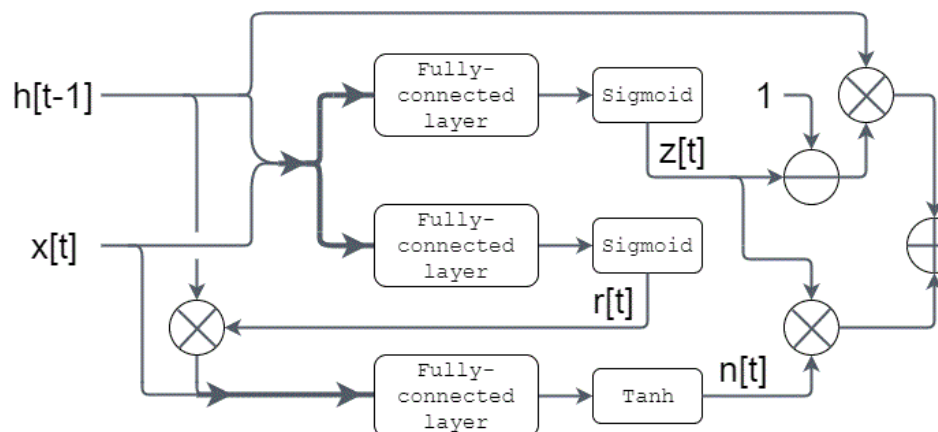 Fully-
connected
layer
Sigmoid
h[t-1]
1
z[t]
Fully-
connected
layer
Sigmoid
x[t]
r[t]
Fully-
connected
layer
Tanh
n[t]